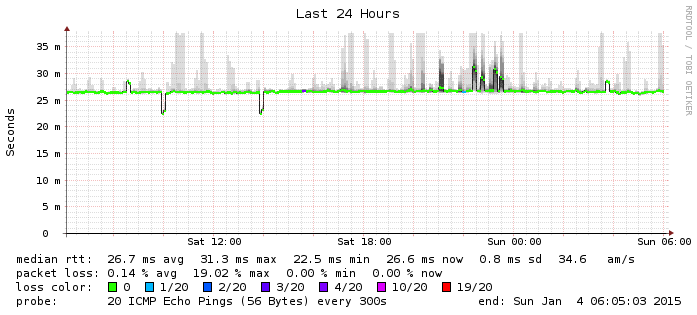 Last 24 Hours
RRDTOOL / TOBI OETIKER
Seconds
35 m
30 m
25 m
20 m
15 m
10 m
5 m
0
Sat 12:00 Sat 18:00 Sun 00:00 Sun 06:00
median rtt: 26.7 ms avg 31.3 ms max 22.5 ms min 26.6 ms now 0.8 ms sd 34.6 am/s
packet loss: 0.14 % avg 19.02 % max 0.00 % min 0.00 % now
loss color: 0 1/20 2/20 3/20 4/20 10/20 19/20
probe: 20 ICMP Echo Pings (56 Bytes) every 300s end: Sun Jan 4 06:05:03 2015